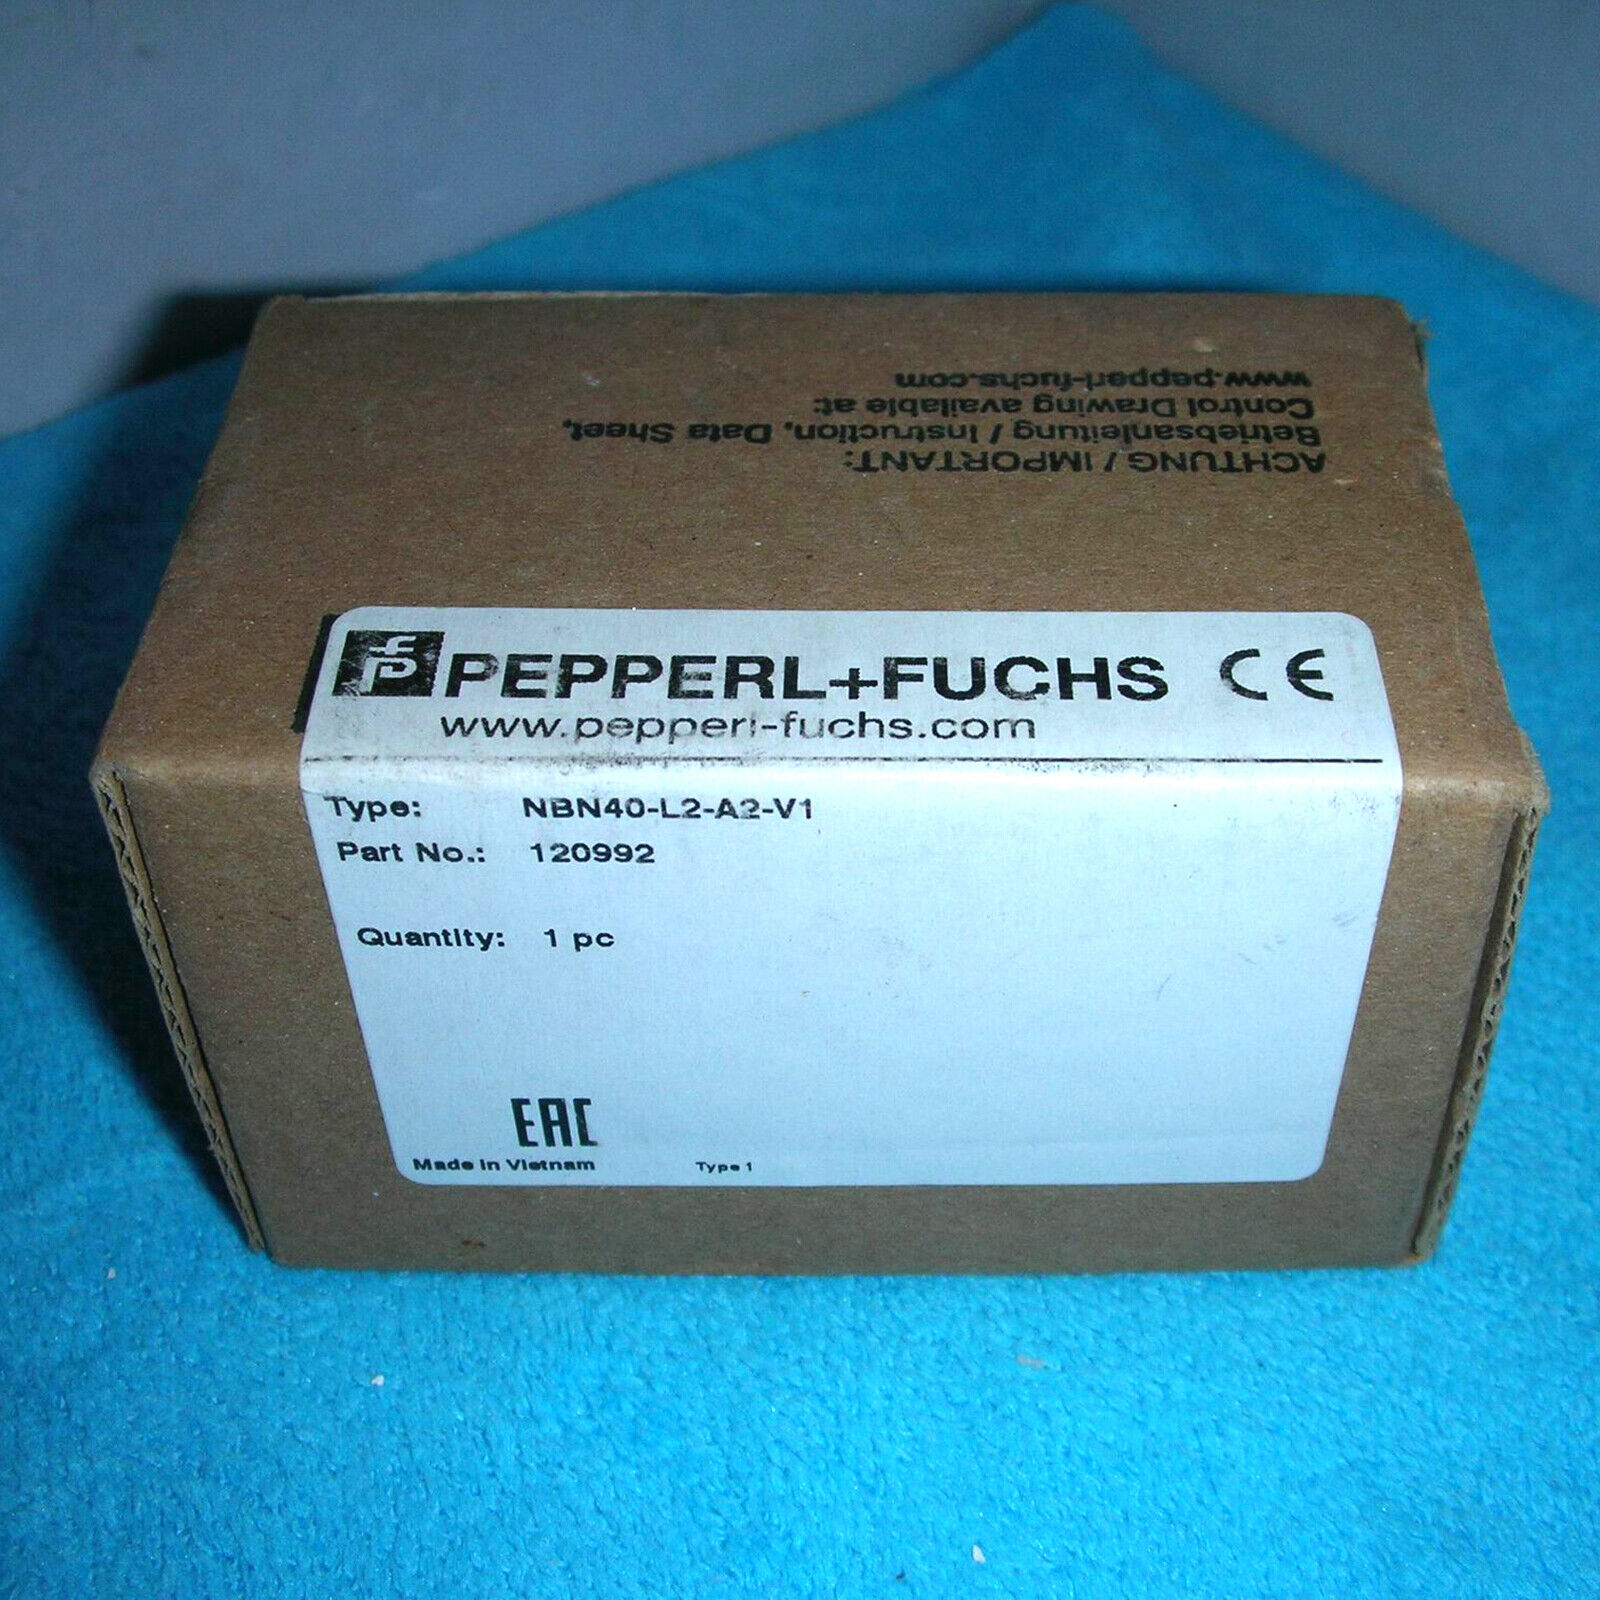 ACHTUNG / IMPORTANT:
Betriebsanleitung / Instruction, Data Sheet,
Control Drawing available at:
www.pepperl-fuchs.com
PEPPERL+FUCHS CE
www.pepperl-fuchs.com
Type: NBN40-L2-A2-V1
Part No.: 120992
Quantity: 1 pc
EAC
Made in Vietnam Type 1